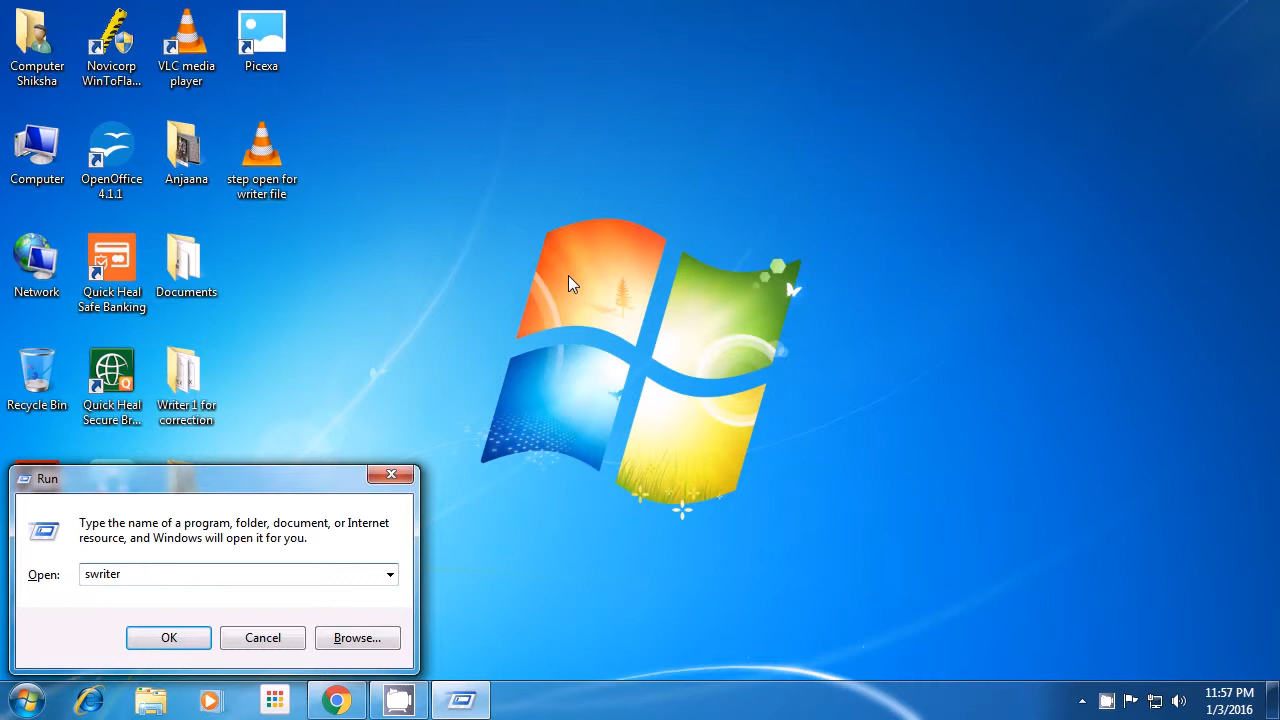 Computer
Shiksha
Novicorp
WinToFla...
VLC media
player
Picexa
Computer
OpenOffice
4.1.1
Anjaana
step open for
writer file
Network
Quick Heal
Safe Banking
Documents
Recycle Bin
Quick Heal
Secure Br...
Writer 1 for
correction
Run
Type the name of a program, folder, document, or Internet
resource, and Windows will open it for you.
Open:
swriter
OK
Cancel
Browse...
11:57 PM
1/3/2016